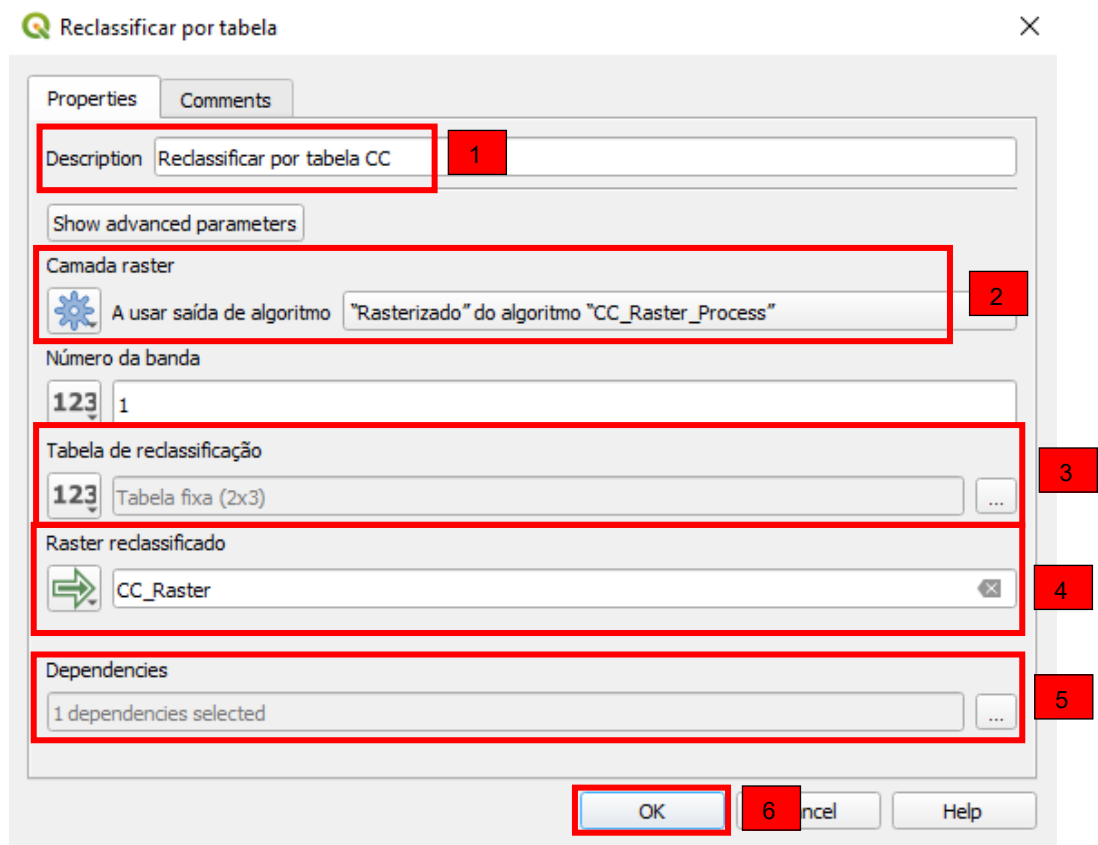 Reclassificar por tabela
Properties Comments
Description Reclassificar por tabela CC 1
Show advanced parameters
Camada raster
2
A usar saída de algoritmo "Rasterizado" do algoritmo "CC_Raster_Process"
Número da banda
123 1
Tabela de reclassificação
3
123 Tabela fixa (2x3) ...
Raster reclassificado
CC_Raster 4
Dependencies
5
1 dependencies selected ...
OK 6 ncel Help